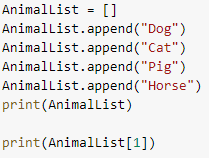 AnimalList = []
AnimalList.append("Dog")
AnimalList.append("Cat")
AnimalList.append("Pig")
AnimalList.append("Horse")
print(AnimalList)
print(AnimalList[1])